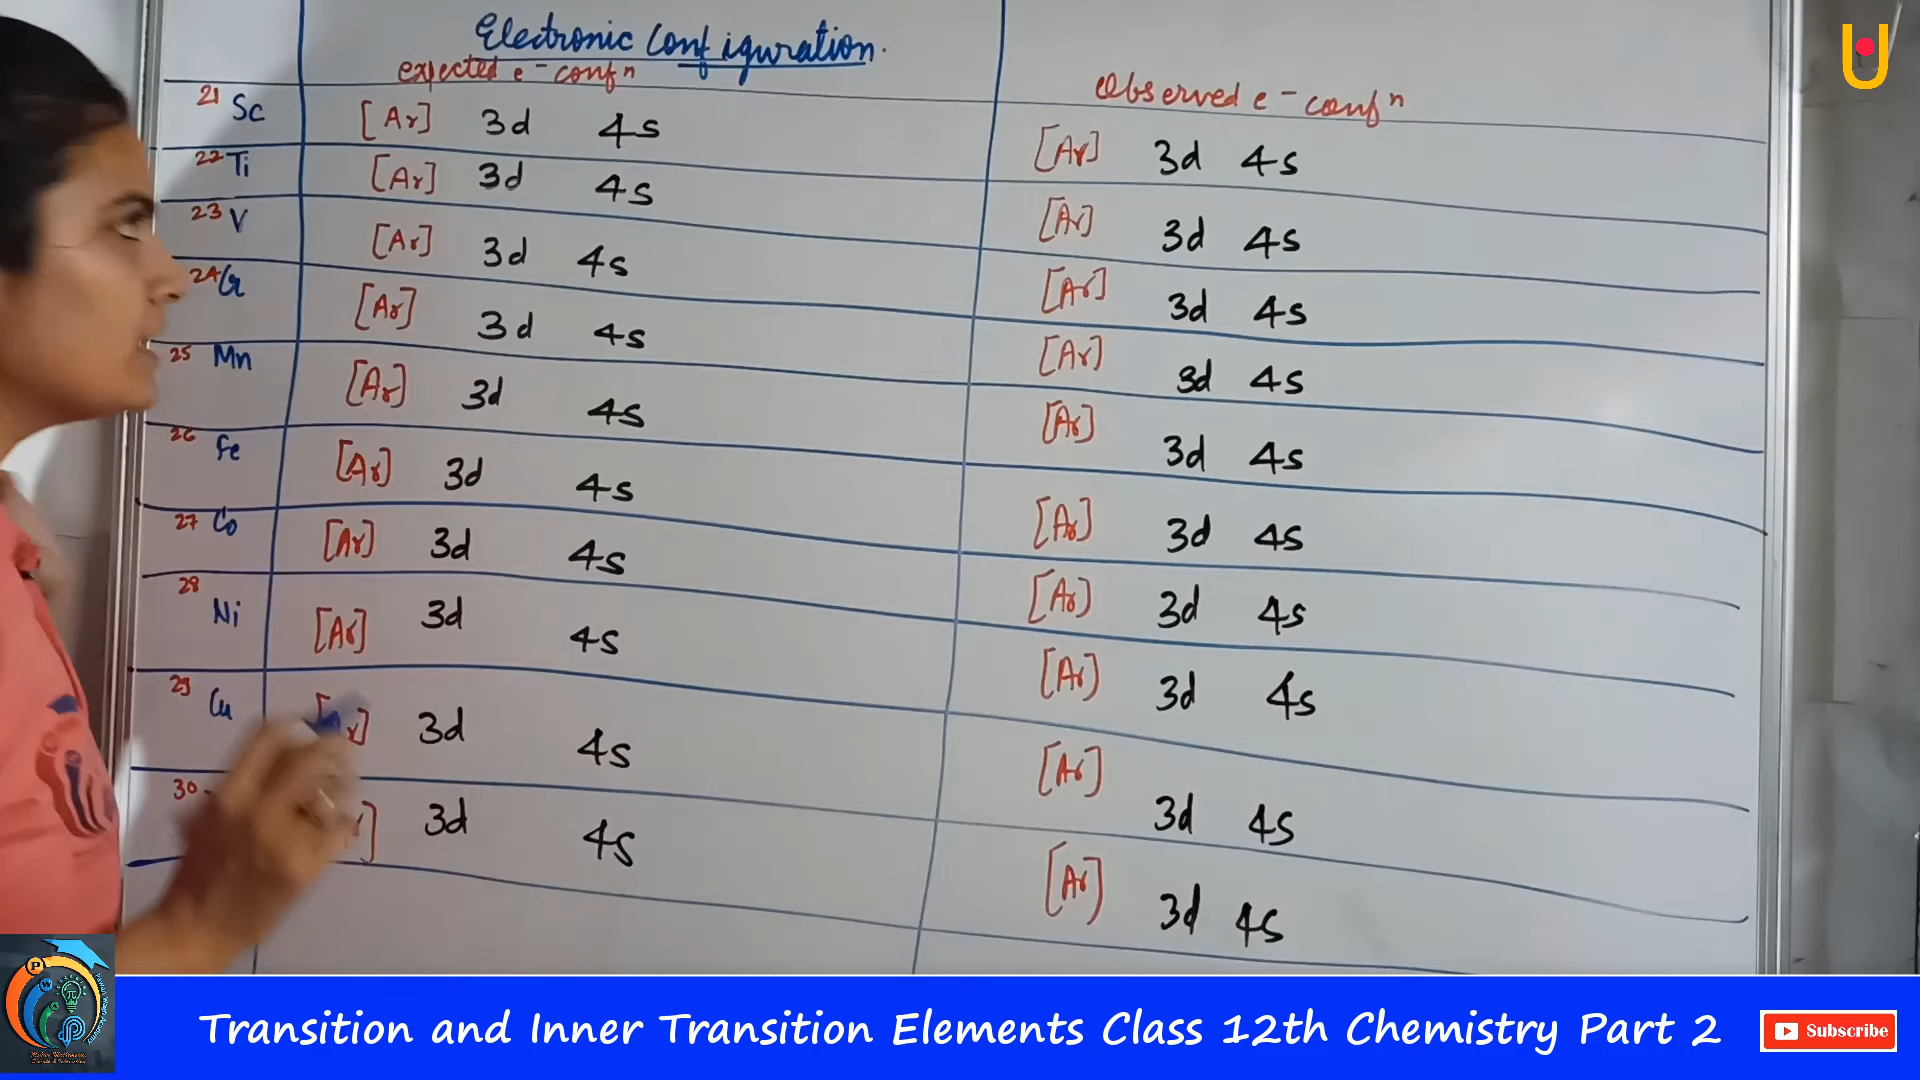 Electronic Configuration.
expected e- confn
Observed e- confn
21 Sc [Ar] 3d 4s [Ar] 3d 4s
22 Ti [Ar] 3d 4s [Ar] 3d 4s
23 V [Ar] 3d 4s [Ar] 3d 4s
24 Cr [Ar] 3d 4s [Ar] 3d 4s
25 Mn [Ar] 3d 4s [Ar] 3d 4s
26 Fe [Ar] 3d 4s [Ar] 3d 4s
27 Co [Ar] 3d 4s [Ar] 3d 4s
28 Ni [Ar] 3d 4s [Ar] 3d 4s
29 Cu [Ar] 3d 4s [Ar] 3d 4s
30 3d 4s [Ar] 3d 4s
Transition and Inner Transition Elements Class 12th Chemistry Part 2
Subscribe